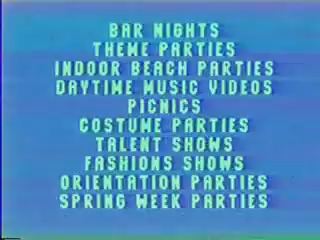 BAR NIGHTS
THEME PARTIES
INDOOR BEACH PARTIES
DAYTIME MUSIC VIDEOS
PICNICS
COSTUME PARTIES
TALENT SHOWS
FASHIONS SHOWS
ORIENTATION PARTIES
SPRING WEEK PARTIES